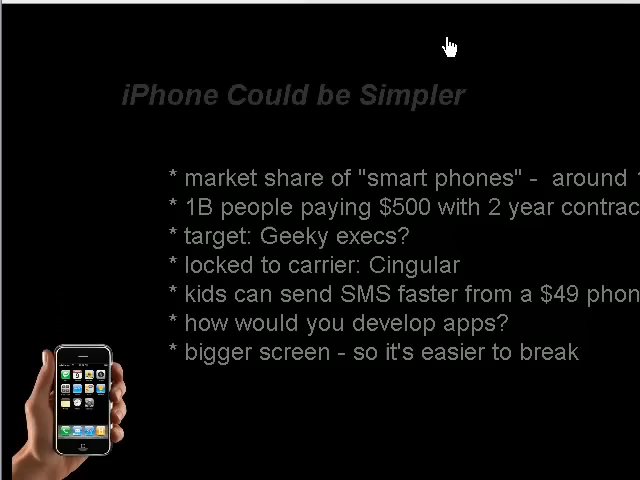 iPhone Could be Simpler
* market share of "smart phones" - around
* 1B people paying $500 with 2 year contrac
* target: Geeky execs?
* locked to carrier: Cingular
* kids can send SMS faster from a $49 phon
* how would you develop apps?
* bigger screen - so it's easier to break